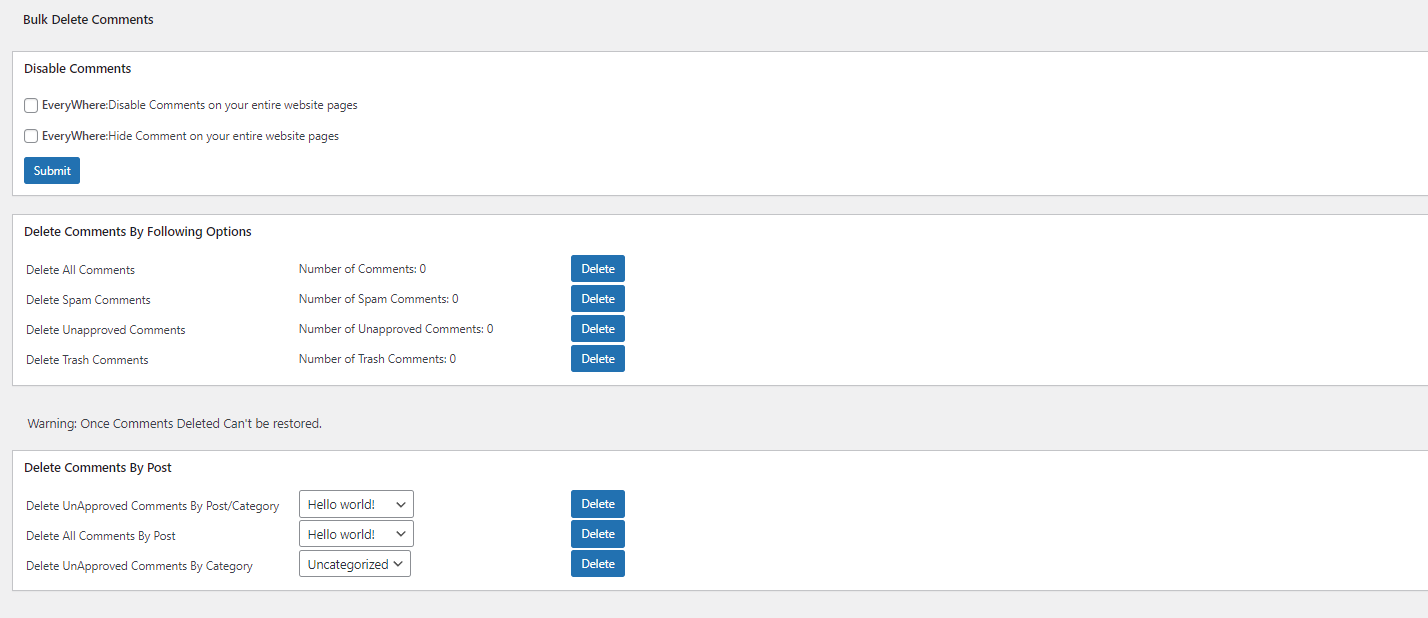 Bulk Delete Comments
Disable Comments
EveryWhere:Disable Comments on your entire website pages
EveryWhere:Hide Comment on your entire website pages
Submit
Delete Comments By Following Options
Delete All Comments Number of Comments: 0 Delete
Delete Spam Comments Number of Spam Comments: 0 Delete
Delete Unapproved Comments Number of Unapproved Comments: 0 Delete
Delete Trash Comments Number of Trash Comments: 0 Delete
Warning: Once Comments Deleted Can't be restored.
Delete Comments By Post
Delete UnApproved Comments By Post/Category Hello world! Delete
Delete All Comments By Post Hello world! Delete
Delete UnApproved Comments By Category Uncategorized Delete